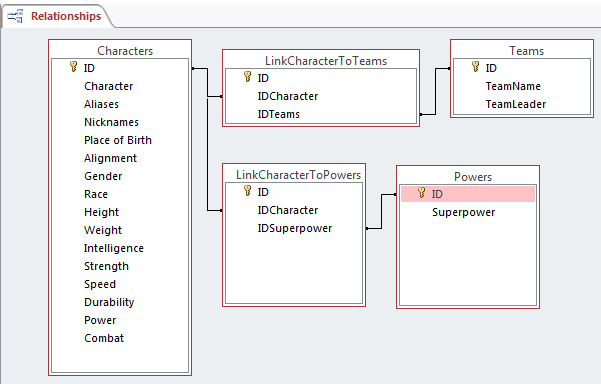 Relationships
Characters
ID
Character
Aliases
Nicknames
Place of Birth
Alignment
Gender
Race
Height
Weight
Intelligence
Strength
Speed
Durability
Power
Combat
LinkCharacterToTeams
ID
IDCharacter
IDTeams
Teams
ID
TeamName
TeamLeader
LinkCharacterToPowers
ID
IDCharacter
IDSuperpower
Powers
ID
Superpower